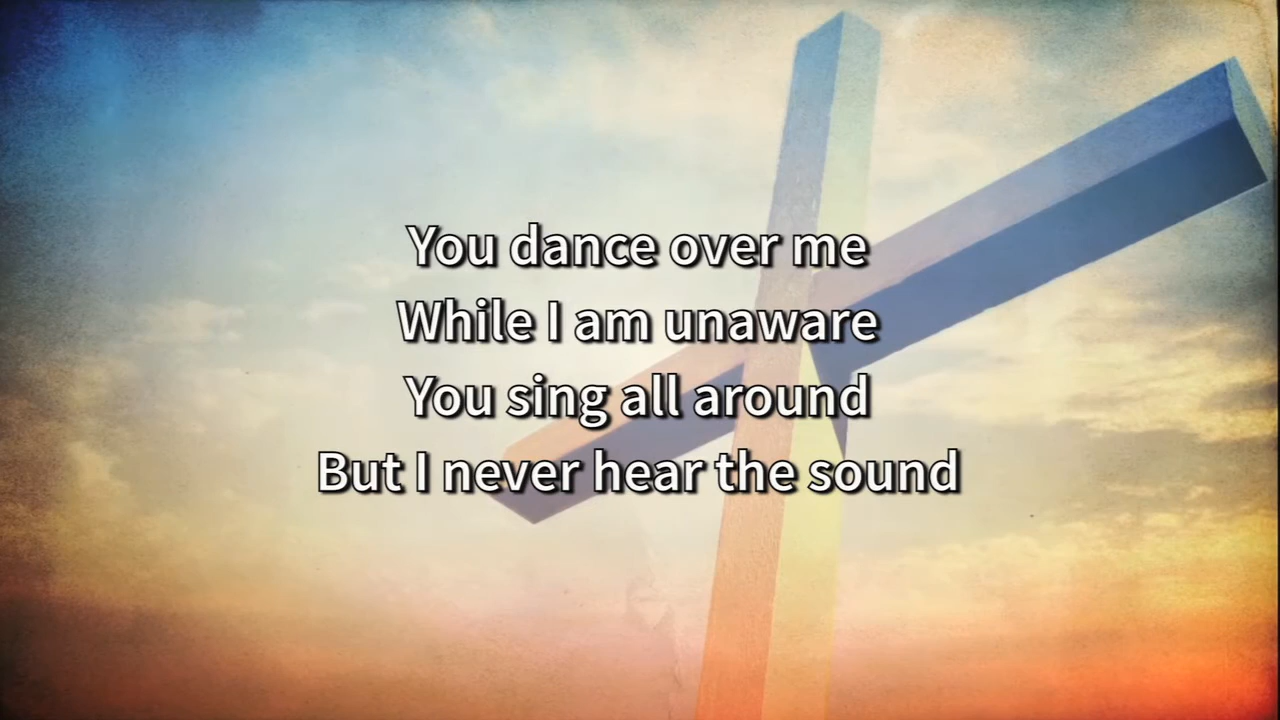 You dance over me
While I am unaware
You sing all around
But I never hear the sound